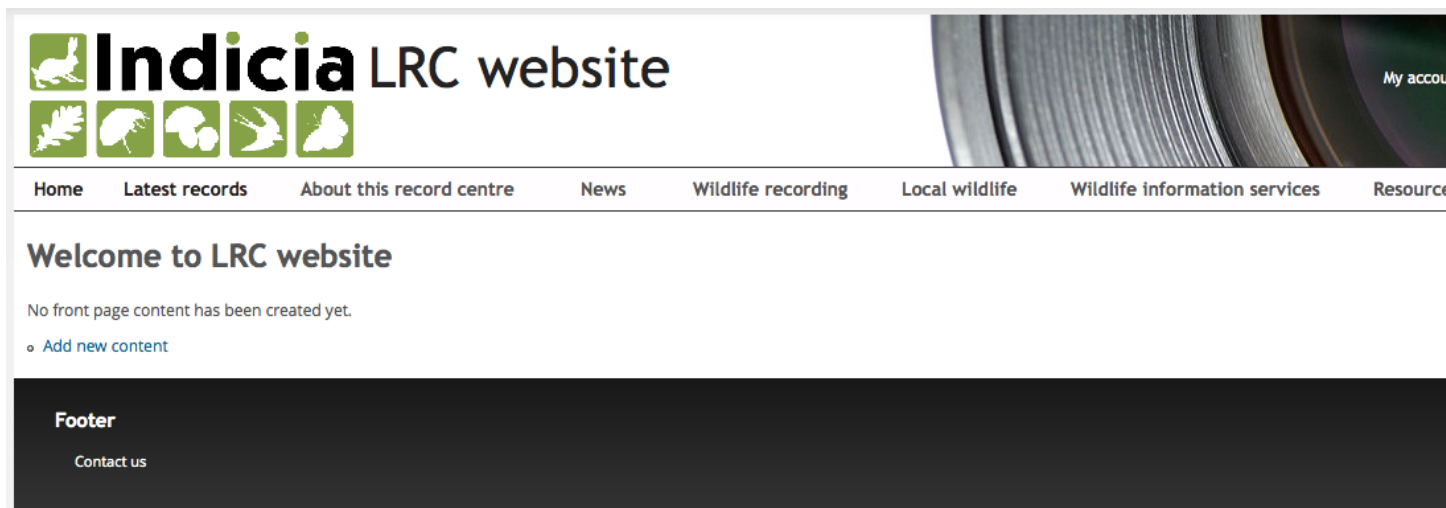 Indicia LRC website
My accou
Home Latest records About this record centre News Wildlife recording Local wildlife Wildlife information services Resource
Welcome to LRC website
No front page content has been created yet.
Add new content
Footer
Contact us